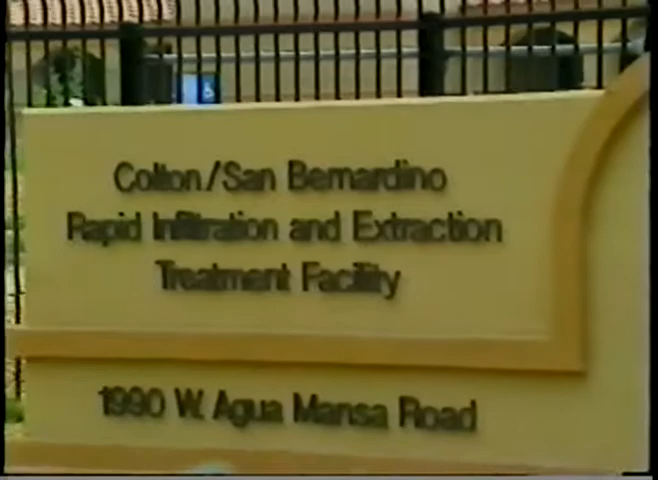 Colton/San Bernardino
Rapid Infiltration and Extraction
Treatment Facility
1990 W. Agua Mansa Road